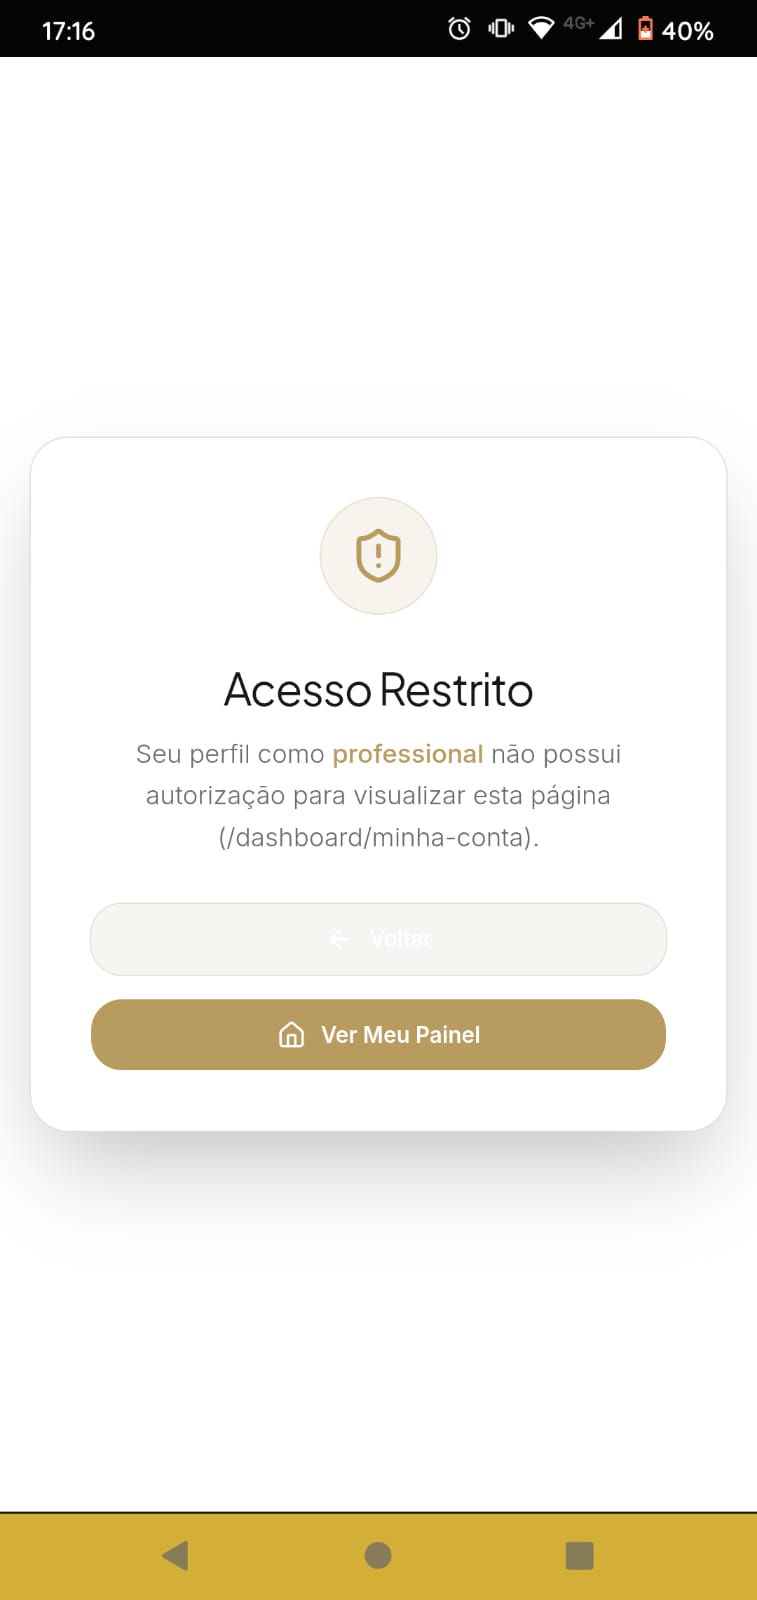 17:16
4G+ 40%
Acesso Restrito
Seu perfil como professional não possui
autorização para visualizar esta página
(/dashboard/minha-conta).
Voltar
Ver Meu Painel